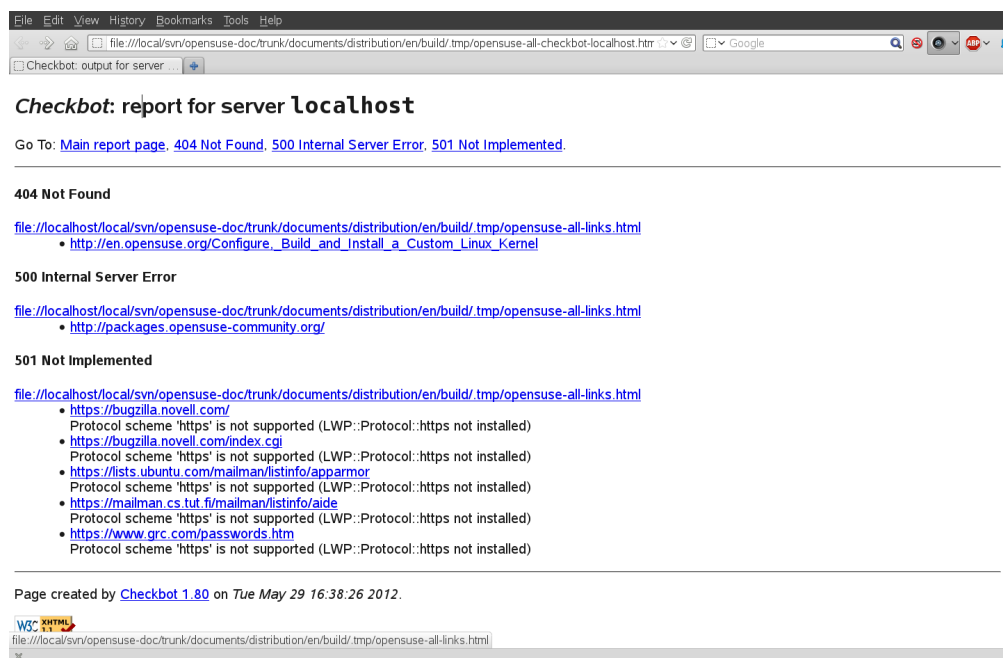 File Edit View History Bookmarks Tools Help
file:///local/svn/opensuse-doc/trunk/documents/distribution/en/build/.tmp/opensuse-all-checkbot-localhost.htm
Google
ABP
Checkbot: output for server ...
Checkbot: report for server localhost
Go To: Main report page, 404 Not Found, 500 Internal Server Error, 501 Not Implemented.
404 Not Found
file://localhost/local/svn/opensuse-doc/trunk/documents/distribution/en/build/.tmp/opensuse-all-links.html
• http://en.opensuse.org/Configure,_Build_and_Install_a_Custom_Linux_Kernel
500 Internal Server Error
file://localhost/local/svn/opensuse-doc/trunk/documents/distribution/en/build/.tmp/opensuse-all-links.html
• http://packages.opensuse-community.org/
501 Not Implemented
file://localhost/local/svn/opensuse-doc/trunk/documents/distribution/en/build/.tmp/opensuse-all-links.html
• https://bugzilla.novell.com/
Protocol scheme 'https' is not supported (LWP::Protocol::https not installed)
• https://bugzilla.novell.com/index.cgi
Protocol scheme 'https' is not supported (LWP::Protocol::https not installed)
• https://lists.ubuntu.com/mailman/listinfo/apparmor
Protocol scheme 'https' is not supported (LWP::Protocol::https not installed)
• https://mailman.cs.tut.fi/mailman/listinfo/aide
Protocol scheme 'https' is not supported (LWP::Protocol::https not installed)
• https://www.grc.com/passwords.htm
Protocol scheme 'https' is not supported (LWP::Protocol::https not installed)
Page created by Checkbot 1.80 on Tue May 29 16:38:26 2012.
W3C XHTML 1.1
file:///local/svn/opensuse-doc/trunk/documents/distribution/en/build/.tmp/opensuse-all-links.html